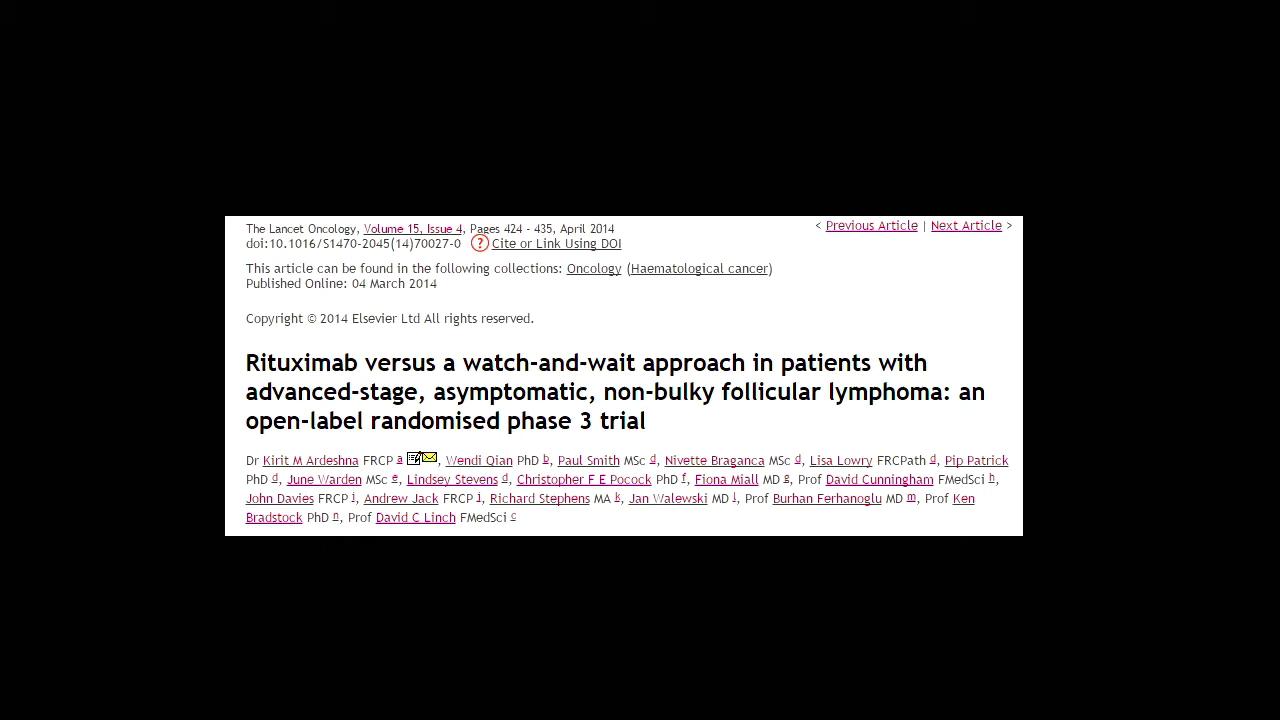 The Lancet Oncology, Volume 15, Issue 4, Pages 424 - 435, April 2014
< Previous Article | Next Article >
doi:10.1016/S1470-2045(14)70027-0 ? Cite or Link Using DOI
This article can be found in the following collections: Oncology (Haematological cancer)
Published Online: 04 March 2014
Copyright © 2014 Elsevier Ltd All rights reserved.
Rituximab versus a watch-and-wait approach in patients with
advanced-stage, asymptomatic, non-bulky follicular lymphoma: an
open-label randomised phase 3 trial
Dr Kirit M Ardeshna FRCP a, Wendi Qian PhD b, Paul Smith MSc d, Nivette Braganca MSc d, Lisa Lowry FRCPath d, Pip Patrick
PhD d, June Warden MSc e, Lindsey Stevens d, Christopher F E Pocock PhD f, Fiona Miall MD g, Prof David Cunningham FMedSci h,
John Davies FRCP i, Andrew Jack FRCP j, Richard Stephens MA k, Jan Walewski MD l, Prof Burhan Ferhanoglu MD m, Prof Ken
Bradstock PhD n, Prof David C Linch FMedSci c